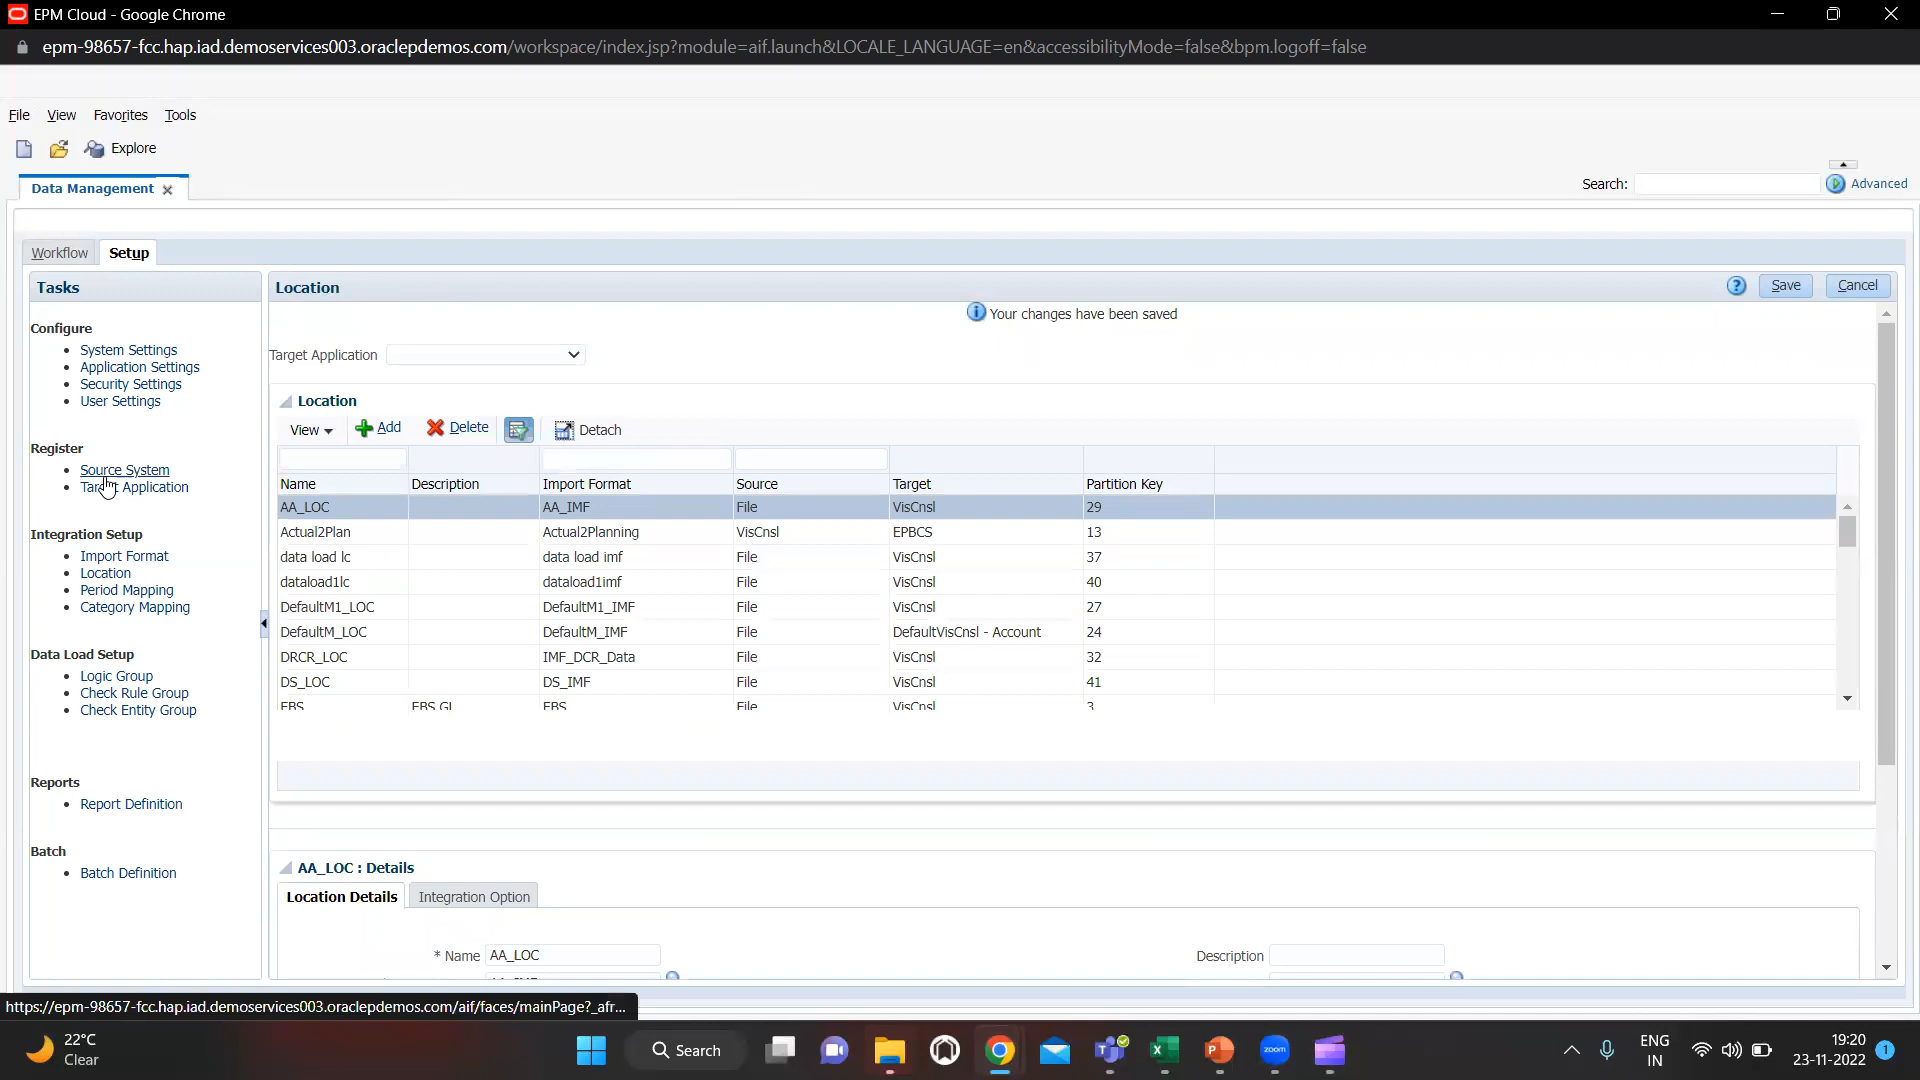 EPM Cloud - Google Chrome
epm-98657-fcc.hap.iad.demoservices003.oraclepdemos.com/workspace/index.jsp?module=aif.launch&LOCALE_LANGUAGE=en&accessibilityMode=false&bpm.logoff=false
File View Favorites Tools
Explore
Data Management
Search: Advanced
Workflow Setup
Tasks
Configure
System Settings
Application Settings
Security Settings
User Settings
Register
Source System
Target Application
Integration Setup
Import Format
Location
Period Mapping
Category Mapping
Data Load Setup
Logic Group
Check Rule Group
Check Entity Group
Reports
Report Definition
Batch
Batch Definition
Location Save Cancel
Your changes have been saved
Target Application
Location
View Add Delete Detach
Name Description Import Format Source Target Partition Key
AA_LOC AA_IMF File VisCnsl 29
Actual2Plan Actual2Planning VisCnsl EPBCS 13
data load lc data load imf File VisCnsl 37
dataload1lc dataload1imf File VisCnsl 40
DefaultM1_LOC DefaultM1_IMF File VisCnsl 27
DefaultM_LOC DefaultM_IMF File DefaultVisCnsl - Account 24
DRCR_LOC IMF_DCR_Data File VisCnsl 32
DS_LOC DS_IMF File VisCnsl 41
EBS EBS GL EBS File VisCnsl 3
AA_LOC : Details
Location Details Integration Option
* Name AA_LOC Description
https://epm-98657-fcc.hap.iad.demoservices003.oraclepdemos.com/aif/faces/mainPage?_afr...
22°C
Clear
Search
zoom
ENG
IN
19:20
23-11-2022
1